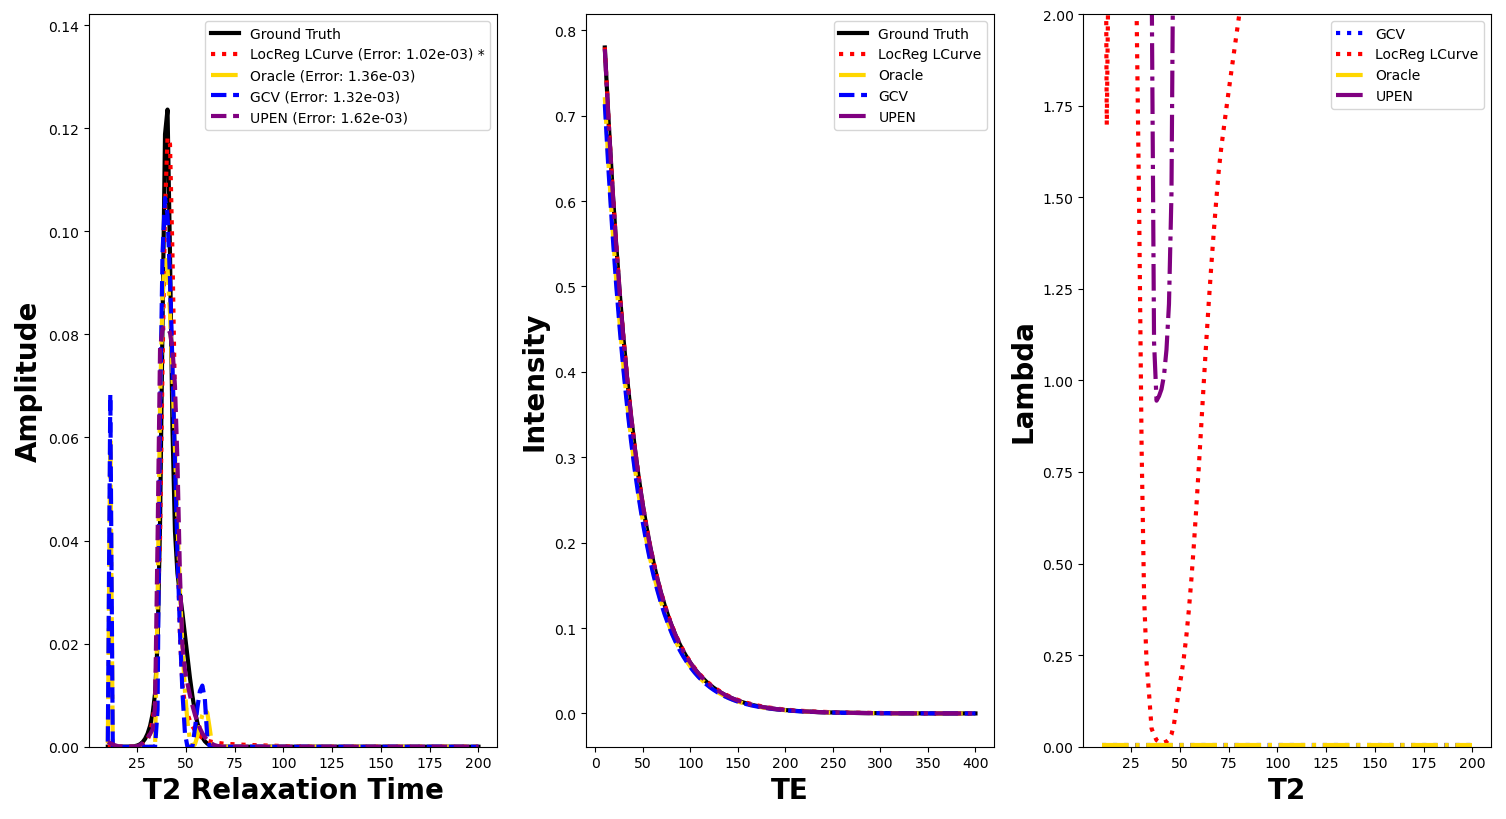 Amplitude
0.14
0.12
0.10
0.08
0.06
0.04
0.02
0.00
Ground Truth
LocReg LCurve (Error: 1.02e-03) *
Oracle (Error: 1.36e-03)
GCV (Error: 1.32e-03)
UPEN (Error: 1.62e-03)
25 50 75 100 125 150 175 200
T2 Relaxation Time
Intensity
0.8
0.7
0.6
0.5
0.4
0.3
0.2
0.1
0.0
Ground Truth
LocReg LCurve
Oracle
GCV
UPEN
0 50 100 150 200 250 300 350 400
TE
Lambda
2.00
1.75
1.50
1.25
1.00
0.75
0.50
0.25
0.00
GCV
LocReg LCurve
Oracle
UPEN
25 50 75 100 125 150 175 200
T2